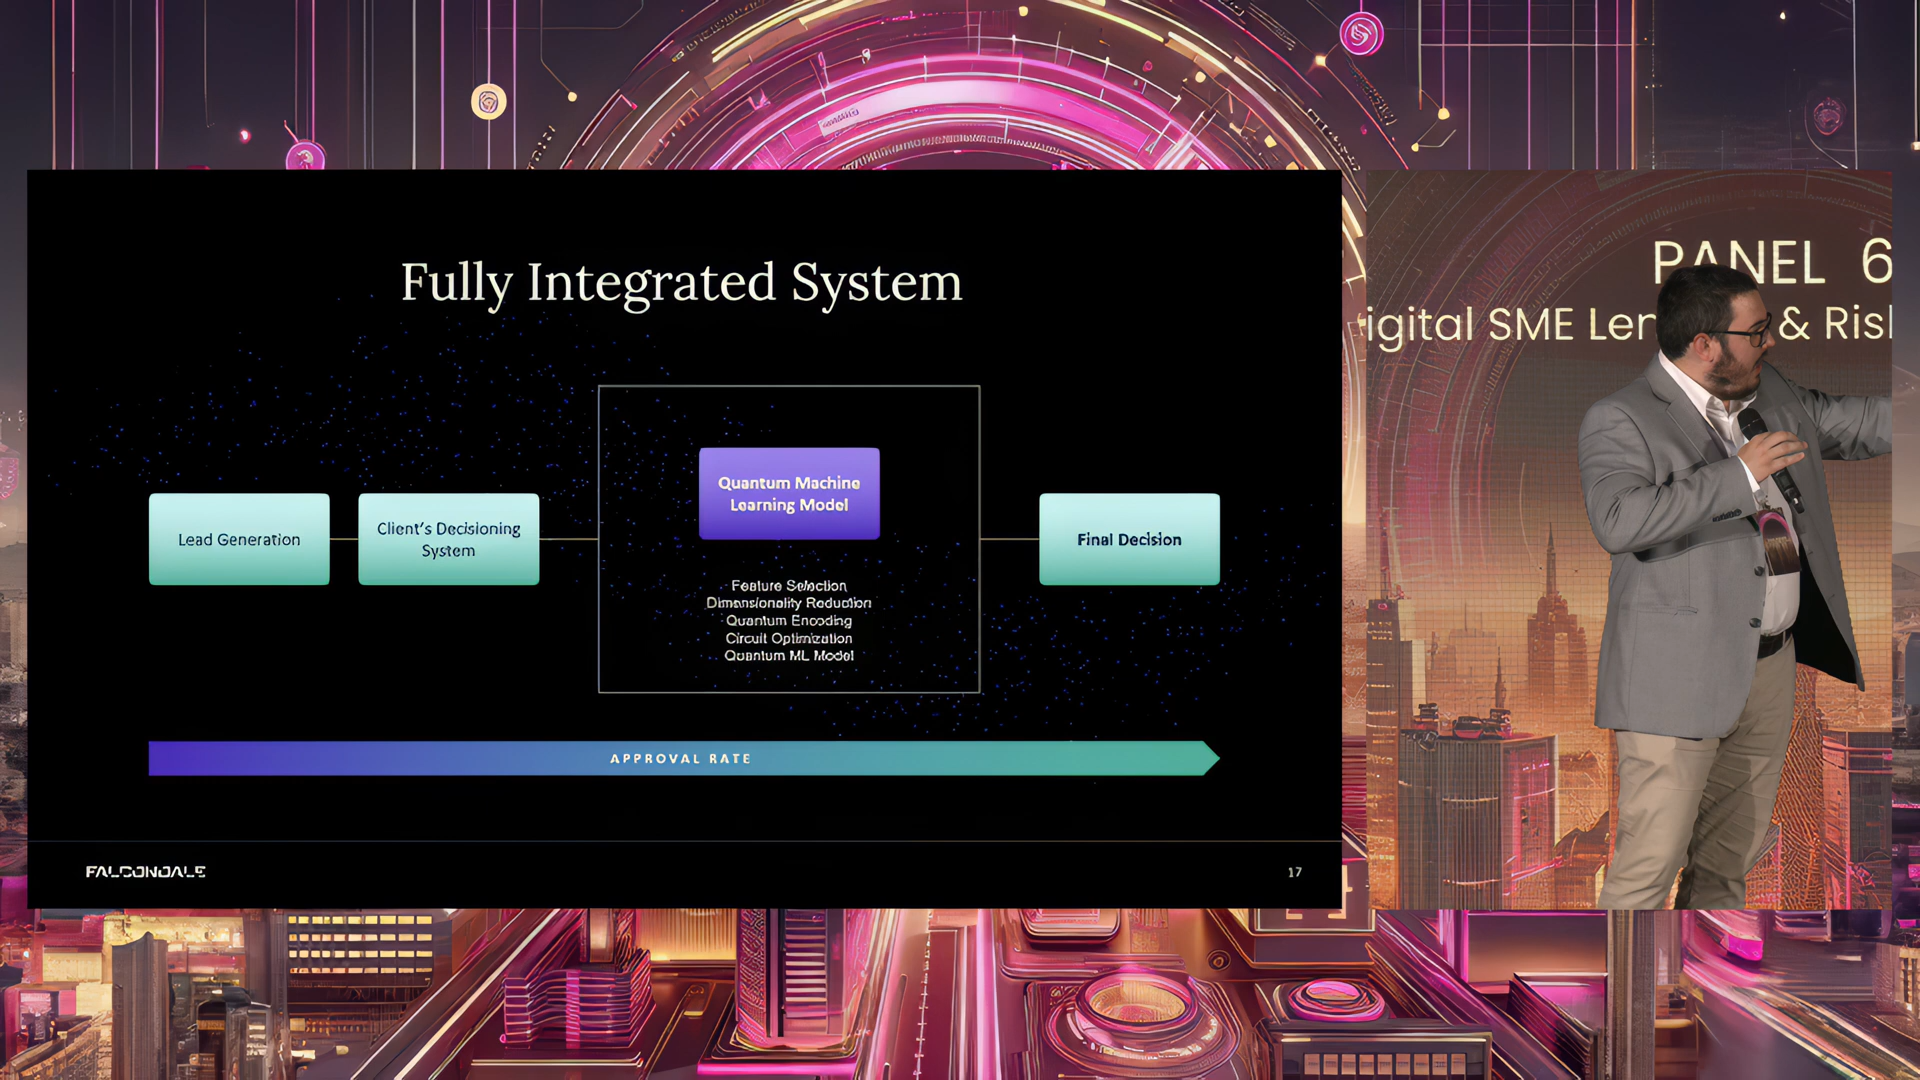 Fully Integrated System
Lead Generation
Client's Decisioning
System
Quantum Machine
Learning Model
Feature Selection
Dimensionality Reduction
Quantum Encoding
Circuit Optimization
Quantum ML Model
Final Decision
APPROVAL RATE
FALCONDALE
17
PANEL 6
igital SME Len & Ris